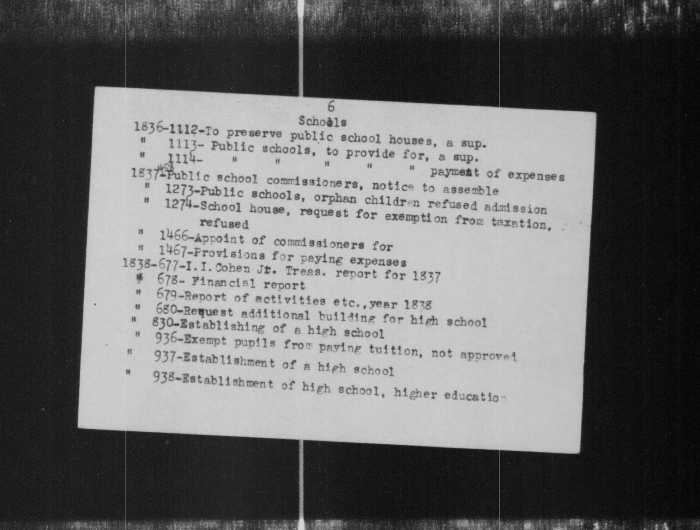 6
Schools
1836-1112-To preserve public school houses, a sup.
" 1113- Public schools, to provide for, a sup.
" 1114- " " " " " payment of expenses
1837- Public school commissioners, notice to assemble
" 1273-Public schools, orphan children refused admission
" 1274-School house, request for exemption from taxation,
refused
" 1466-Appoint of commissioners for
" 1467-Provisions for paying expenses
1838-677-I.I.Cohen Jr. Treas. report for 1837
" 678- Financial report
" 679-Report of activities etc.,year 1838
" 680-Request additional building for high school
" 830-Establishing of a high school
" 936-Exempt pupils from paying tuition, not approved
" 937-Establishment of a high school
" 938-Establishment of high school, higher education